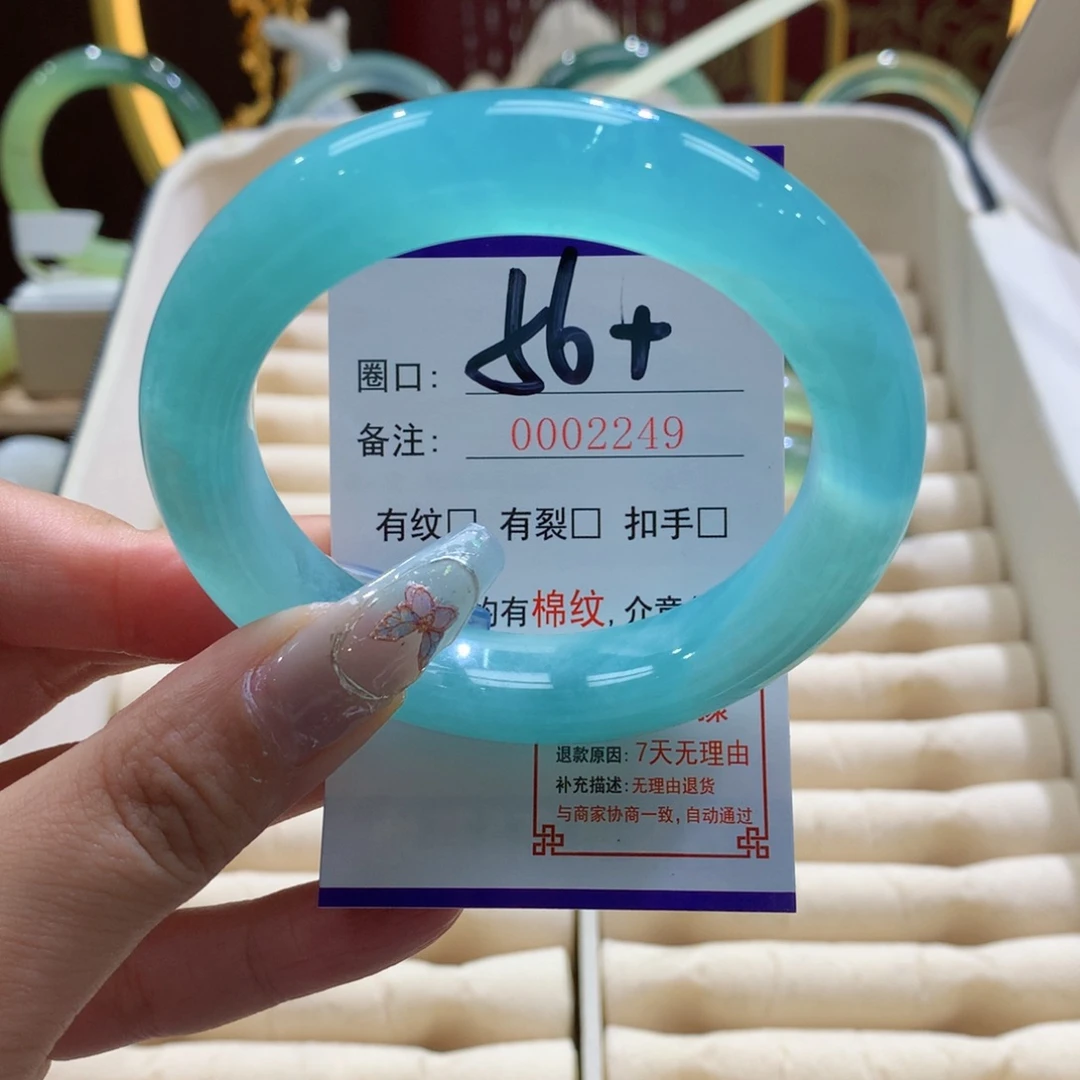 圈口: 56+
备注: 0002249
有纹□ 有裂□ 扣手□
有棉纹,介意
退款原因: 7天无理由
补充描述:无理由退货
与商家协商一致,自动通过